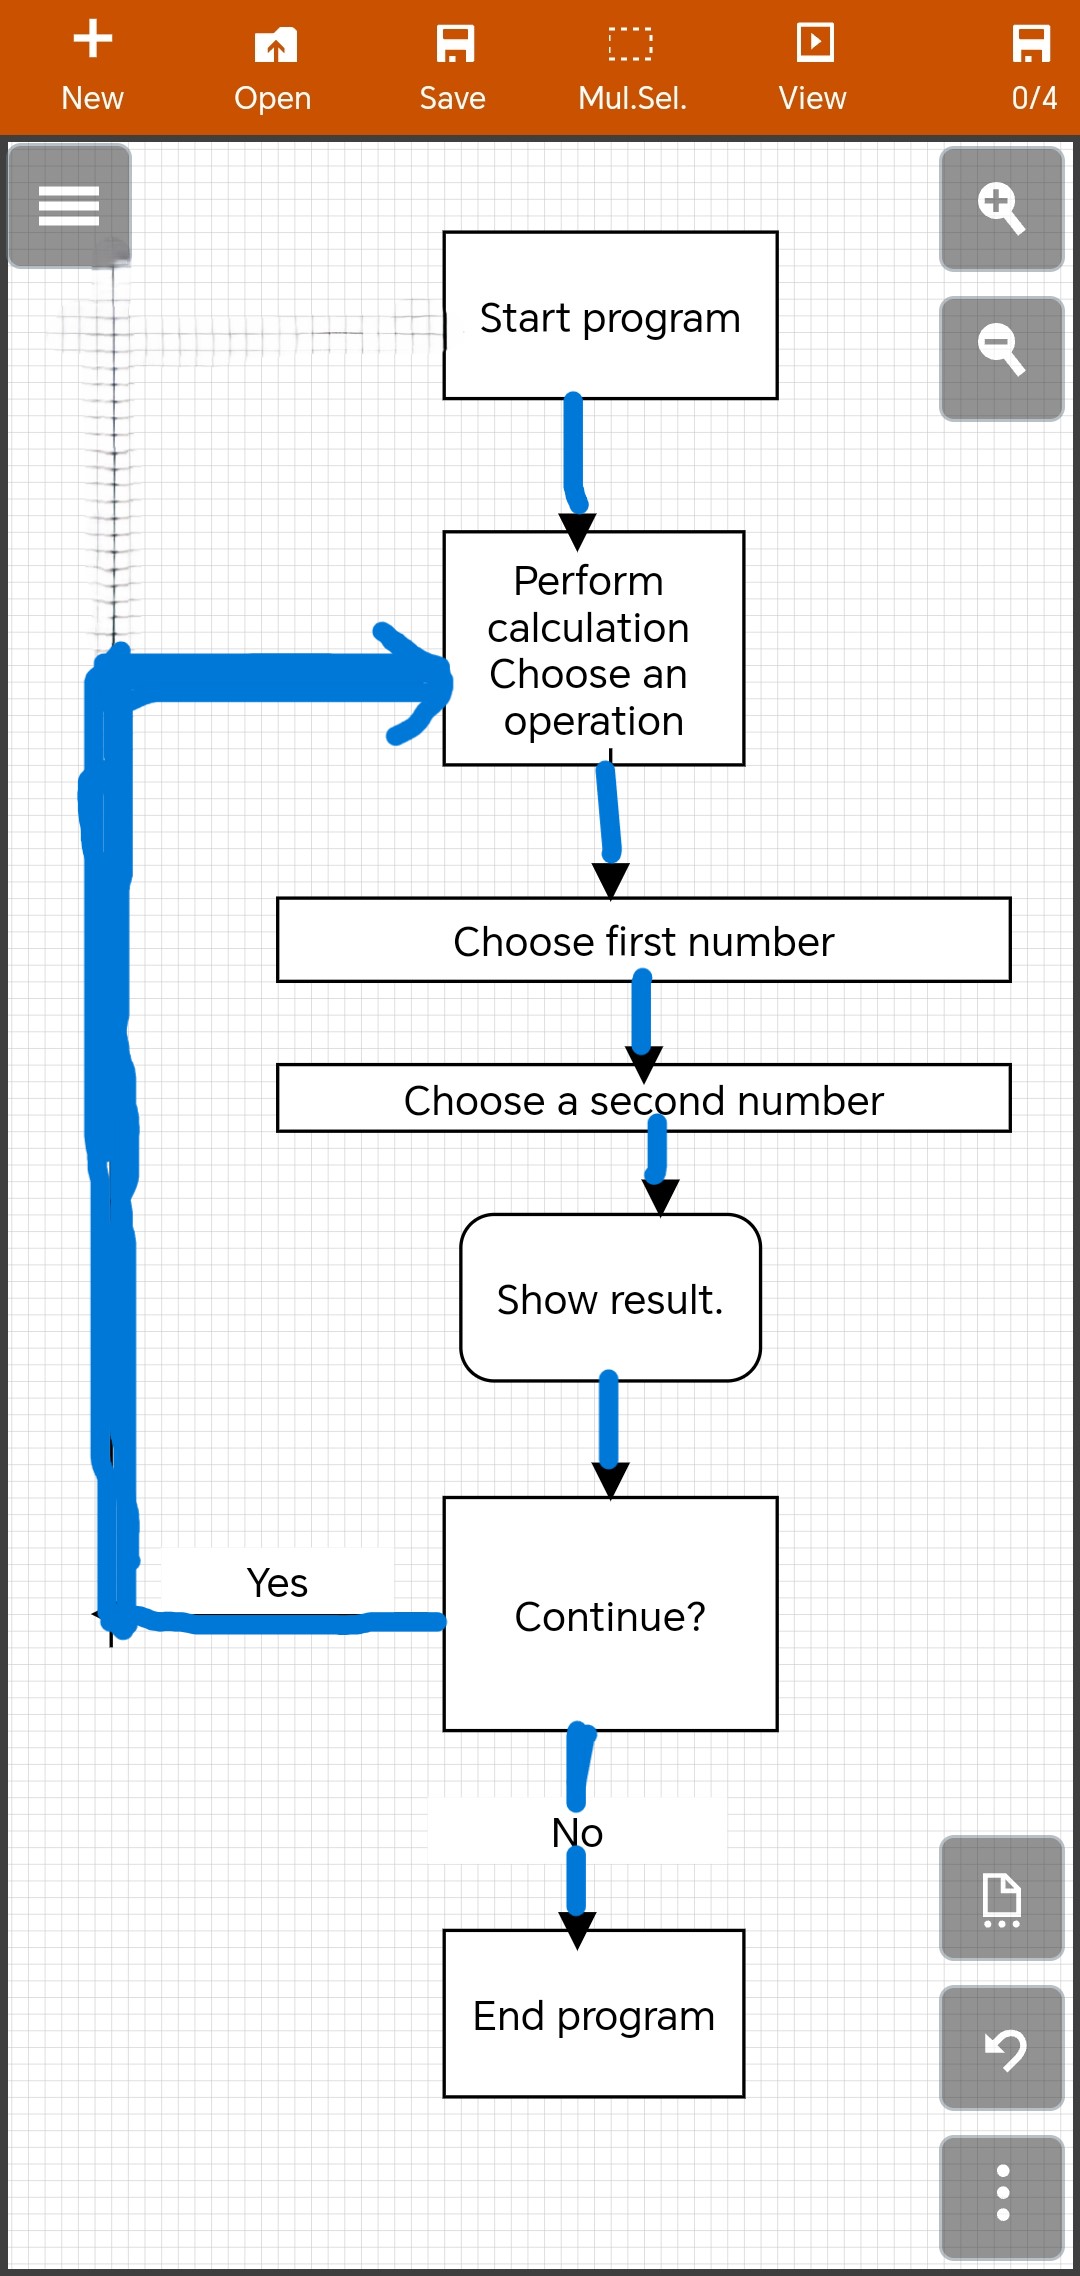 New
Open
Save
Mul.Sel.
View
0/4
Start program
Perform
calculation
Choose an
operation
Choose first number
Choose a second number
Show result.
Yes
Continue?
No
End program